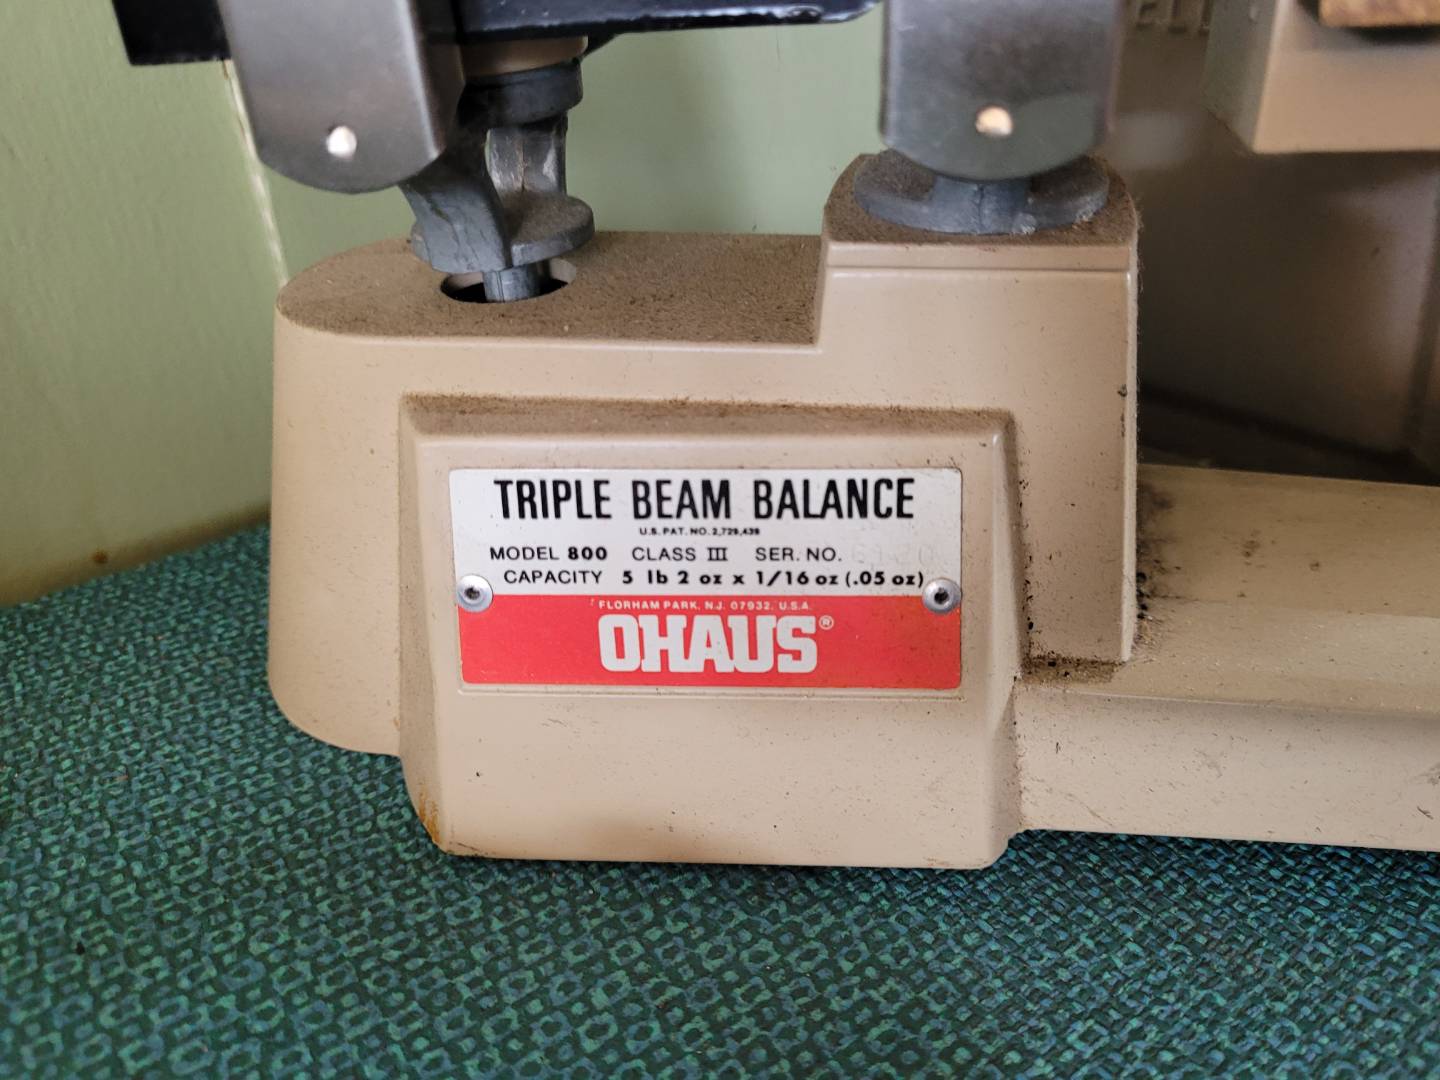 TRIPLE BEAM BALANCE
U.S. PAT. NO. 2,729,439
MODEL 800 CLASS III SER. NO.
CAPACITY 5 lb 2 oz x 1/16 oz (.05 oz)
FLORHAM PARK, N.J. 07932, U.S.A.
OHAUS®